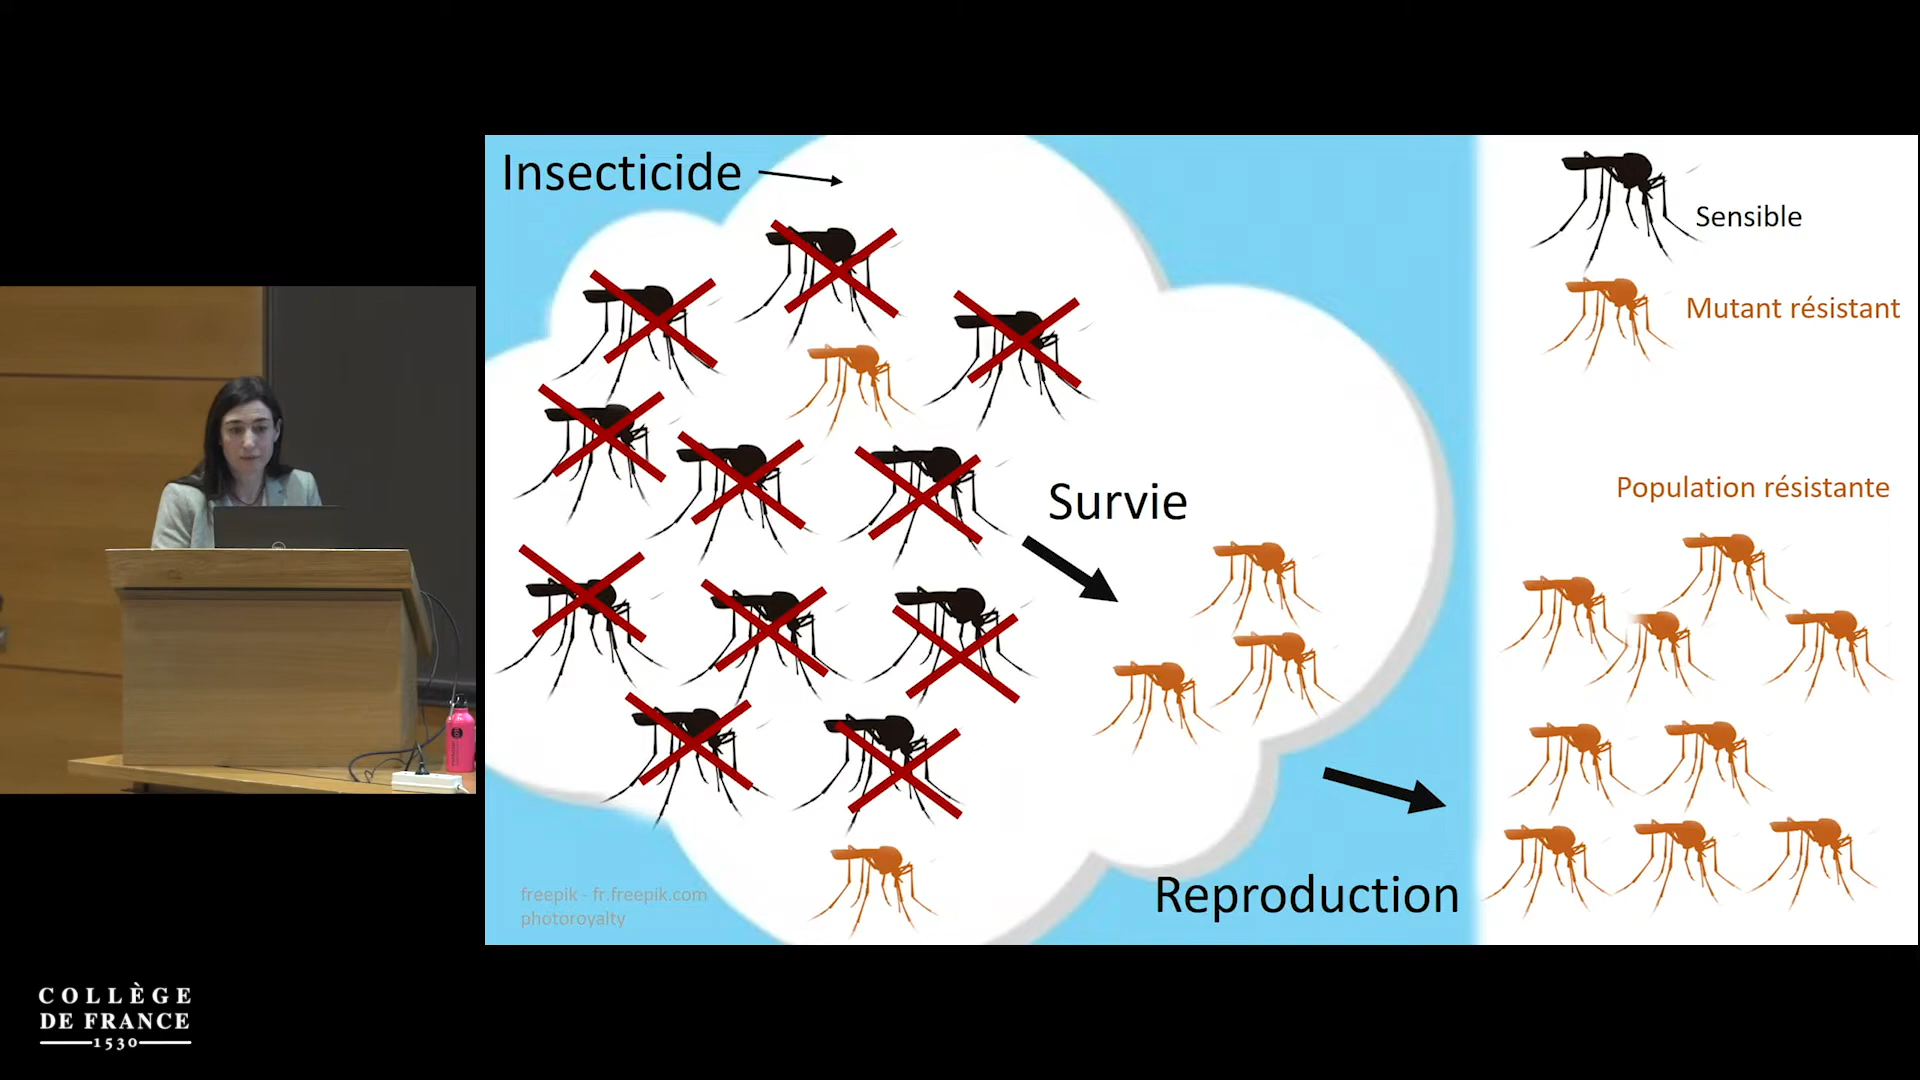 Insecticide
Sensible
Mutant résistant
Population résistante
Survie
Reproduction
freepik - fr.freepik.com
photoroyalty
COLLÈGE
DE FRANCE
1530